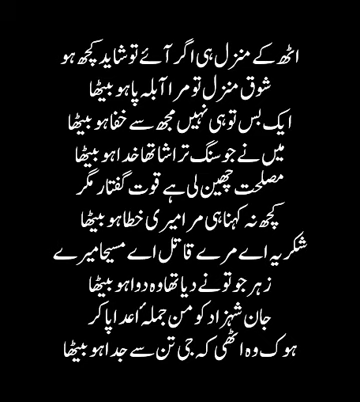 اٹھ کے منزل ہی اگر آئے تو شاید کچھ ہو
شوق منزل تو مرا آبلہ پا ہو بیٹھا
ایک بس تو ہی نہیں مجھ سے خفا ہو بیٹھا
میں نے جو سنگ تراشا تھا خدا ہو بیٹھا
مصلحت چھین لی ہے قوت گفتار مگر
کچھ نہ کہنا ہی مرا میری خطا ہو بیٹھا
شکریہ اے مرے قاتل اے مسیحا میرے
زہر جو تو نے دیا تھا وہ دوا ہو بیٹھا
جان شہزاد کو من جملۂ اعدا پا کر
ہوک وہ اٹھی کہ جی تن سے جدا ہو بیٹھا